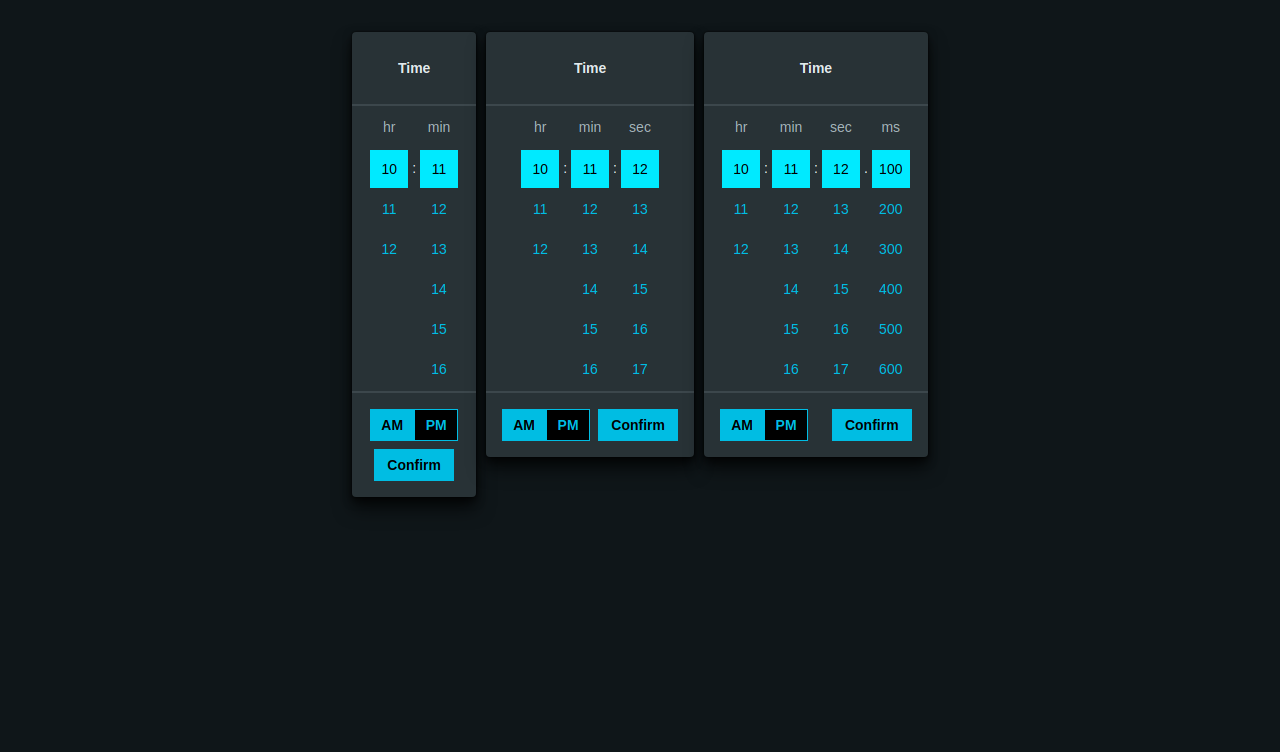 Time
hr min
10 : 11
11 12
12 13
14
15
16
AM PM
Confirm
Time
hr min sec
10 : 11 : 12
11 12 13
12 13 14
14 15
15 16
16 17
AM PM Confirm
Time
hr min sec ms
10 : 11 : 12 . 100
11 12 13 200
12 13 14 300
14 15 400
15 16 500
16 17 600
AM PM Confirm